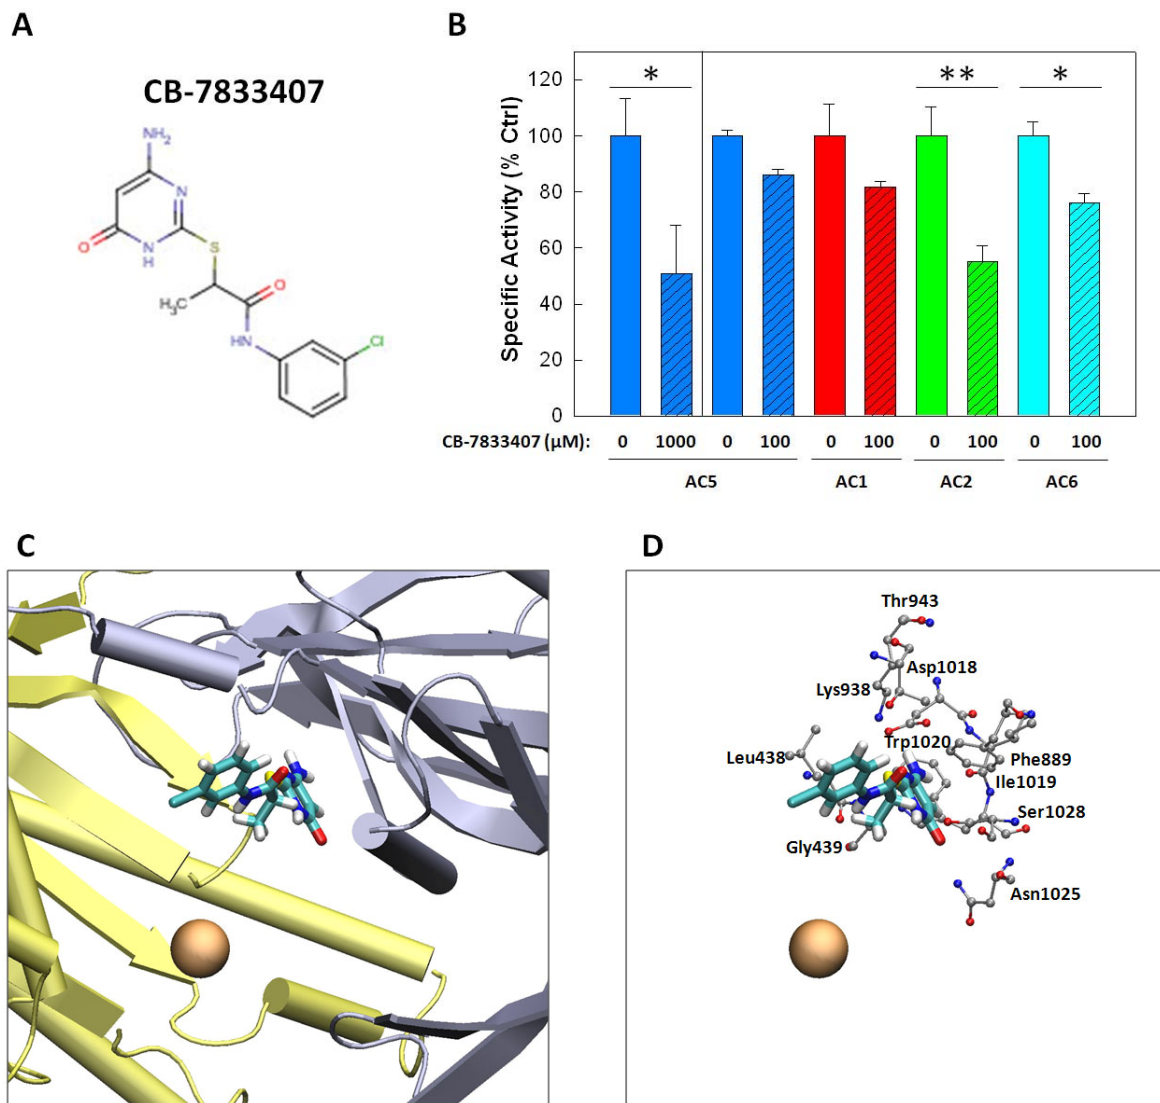 A
CB-7833407
NH₂
N
O
N
H
S
O
H₃C
HN
Cl
B
Specific Activity (% Ctrl)
120
100
80
60
40
20
0
* ** *
CB-7833407 (µM): 0 1000 0 100 0 100 0 100 0 100
AC5 AC1 AC2 AC6
C
D
Thr943
Asp1018
Lys938
Trp1020
Leu438
Phe889
Ile1019
Ser1028
Gly439
Asn1025